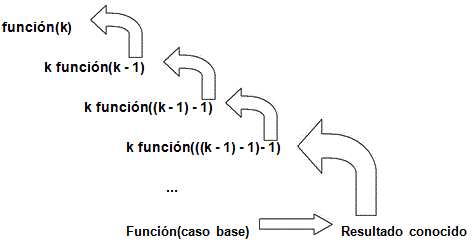 función(k)
k función(k - 1)
k función((k - 1) - 1)
k función(((k - 1) - 1)- 1)
...
Función(caso base) Resultado conocido